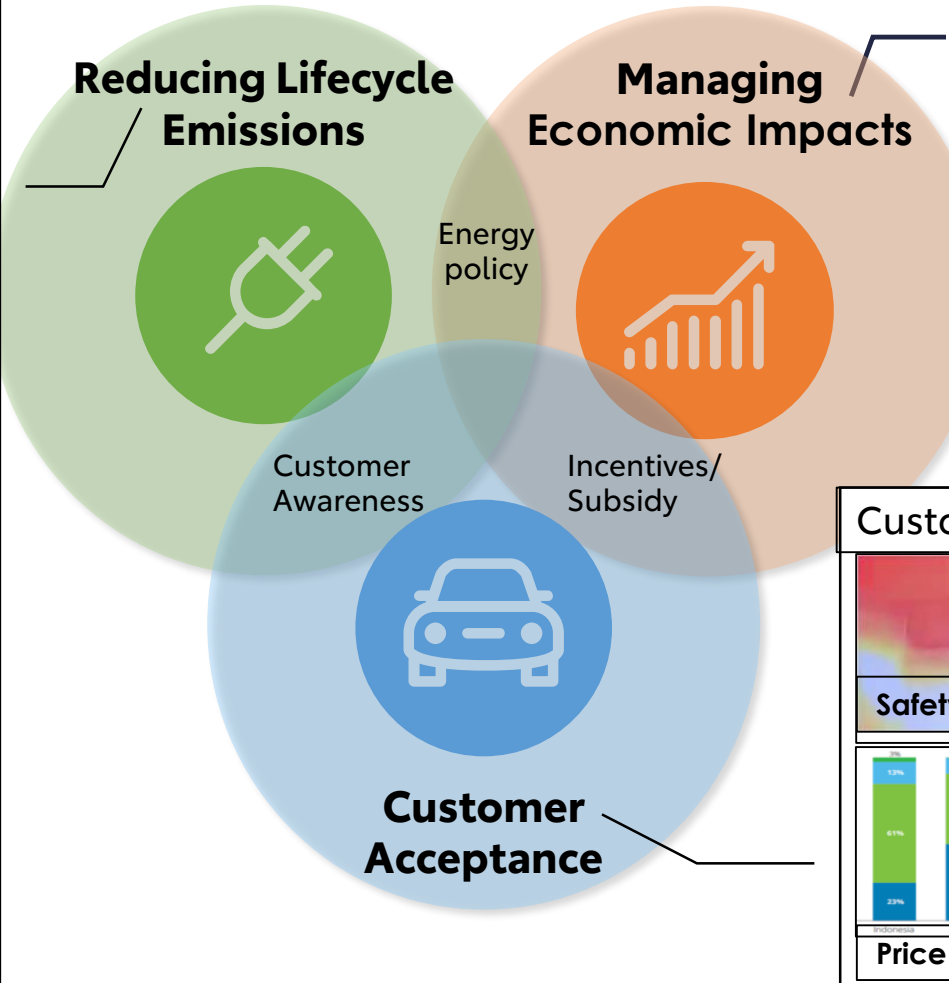 Reducing Lifecycle
Emissions
Managing
Economic Impacts
Energy
policy
Customer
Awareness
Incentives/
Subsidy
Customer
Acceptance
Custo
Safet
3%
13%
61%
23%
Indonesia
Price